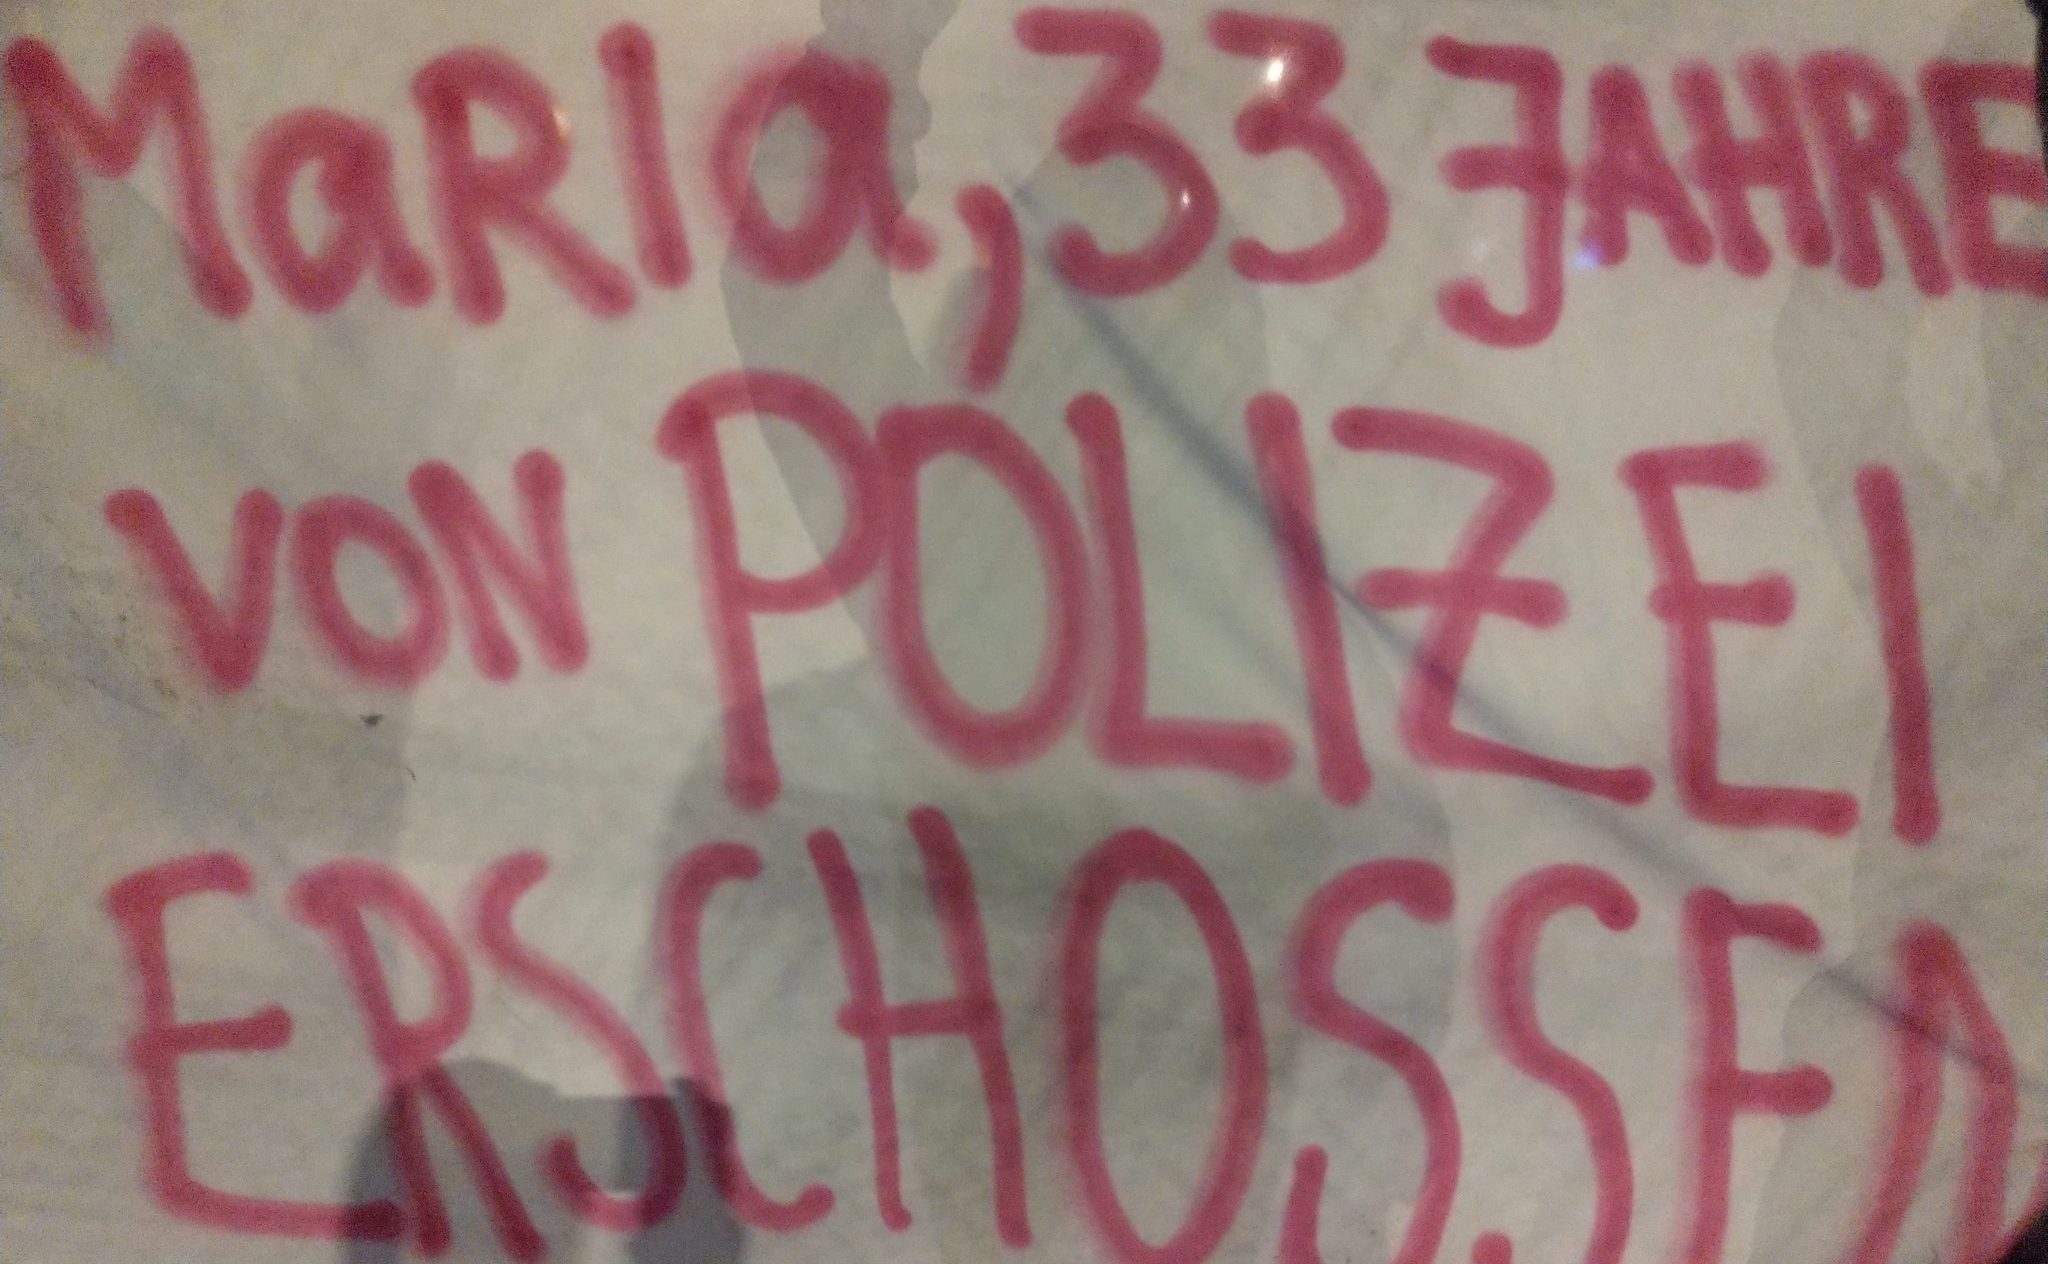 MaRIa, 33 JAHRE
VON POLIZEI
ERSCHOSSEN